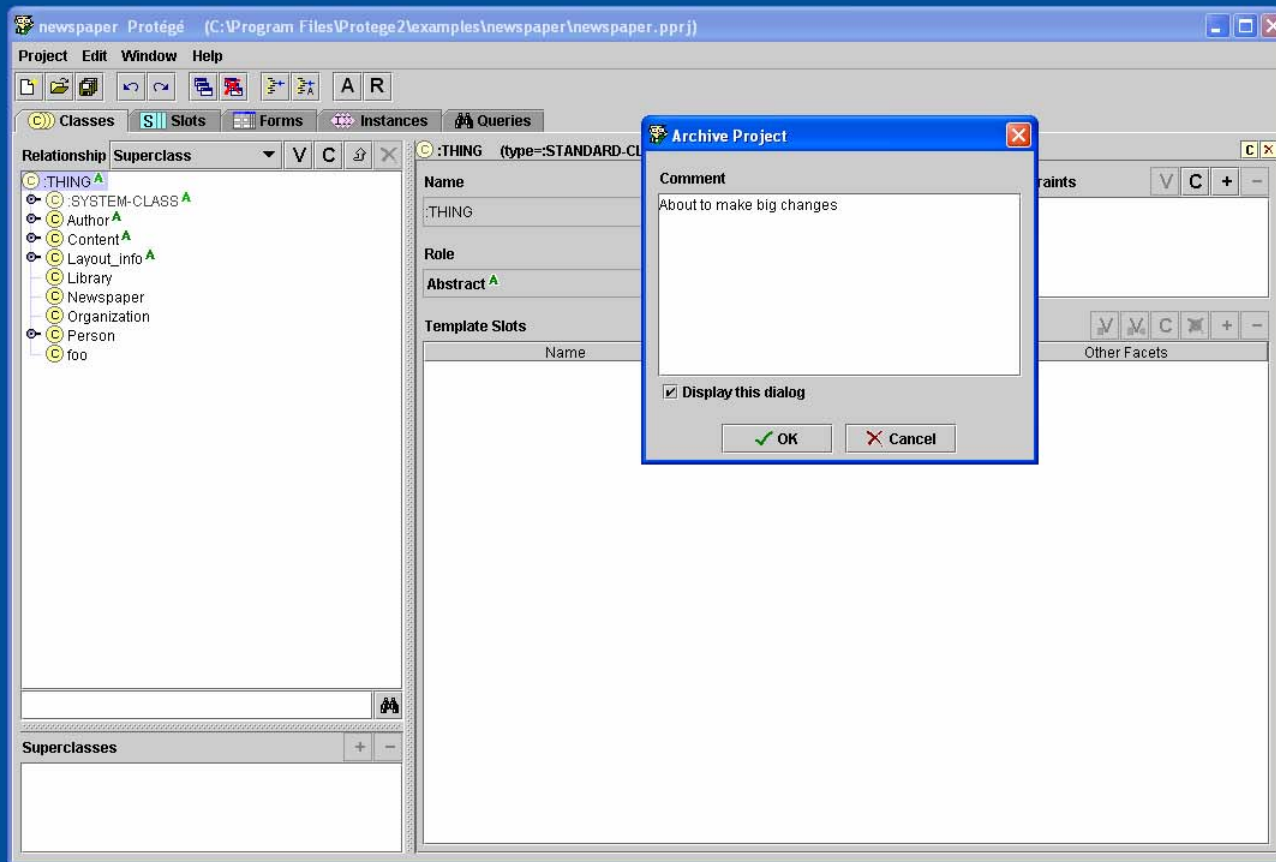 newspaper Protégé (C:\Program Files\Protege2\examples\newspaper\newspaper.pprj)
Project Edit Window Help
A R
C Classes S Slots Forms I Instances Queries
Relationship Superclass V C
C :THING A
C :SYSTEM-CLASS A
C Author A
C Content A
C Layout_info A
C Library
C Newspaper
C Organization
C Person
C foo
Superclasses + -
C :THING (type=:STANDARD-CL C x
Name
:THING
Role
Abstract A
Template Slots
Name
raints V C + -
V V C + -
Other Facets
Archive Project
Comment
About to make big changes
Display this dialog
OK Cancel